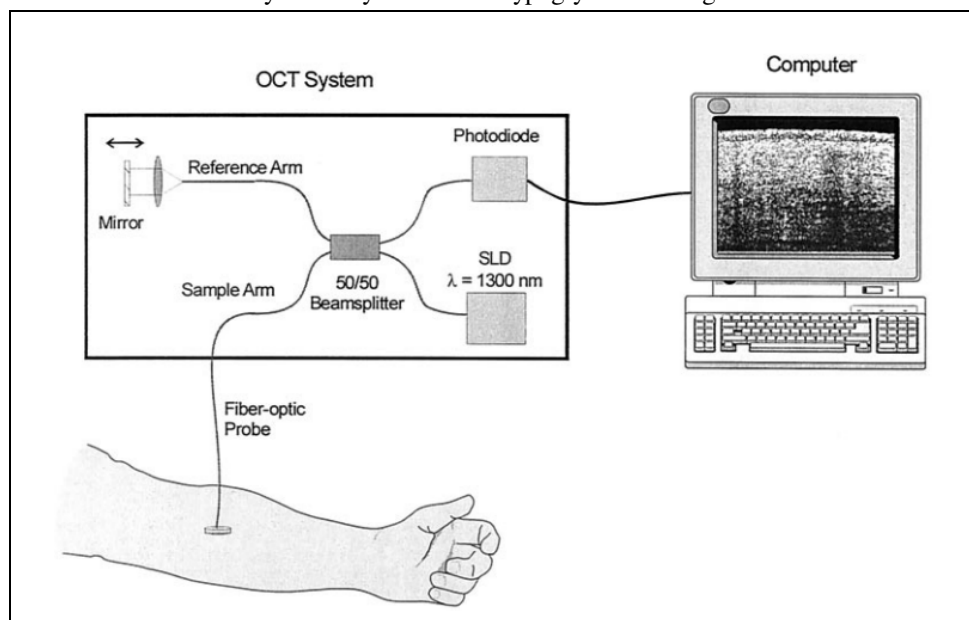 OCT System
Computer
Photodiode
Reference Arm
Mirror
SLD
λ = 1300 nm
50/50
Beamsplitter
Sample Arm
Fiber-optic
Probe